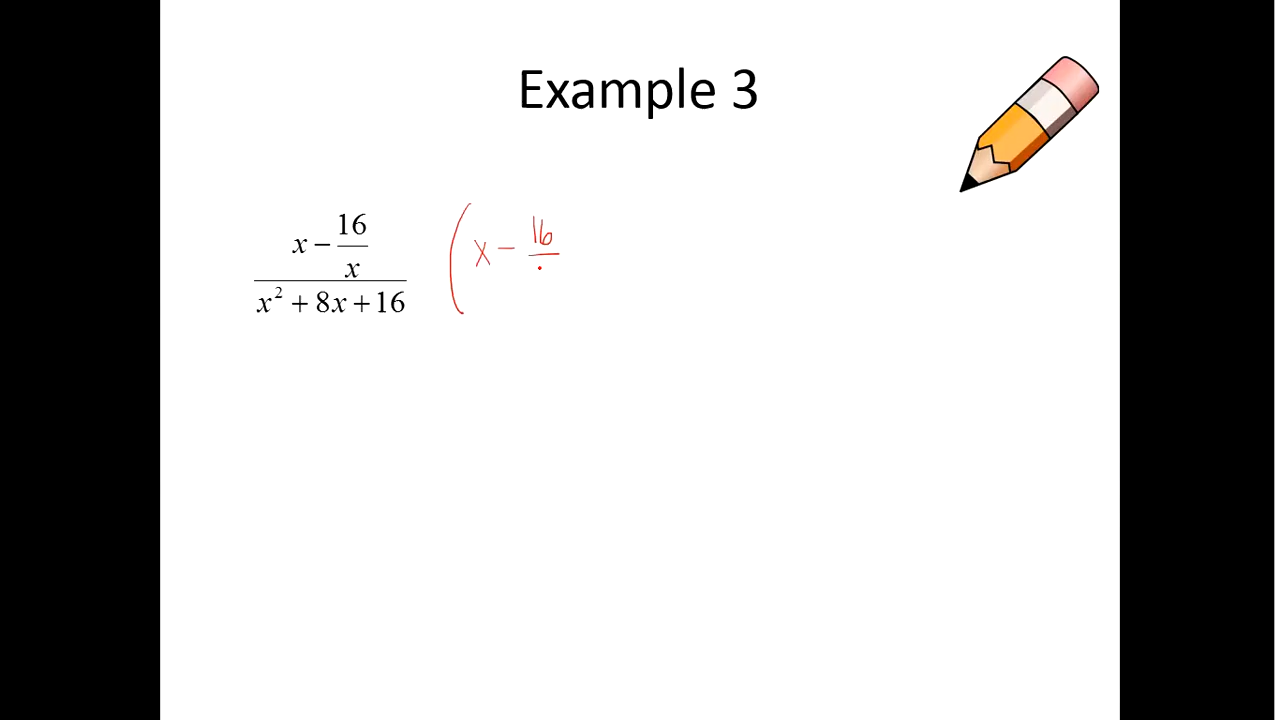 Example 3
x − 16/x
x² + 8x + 16
( x − 16/